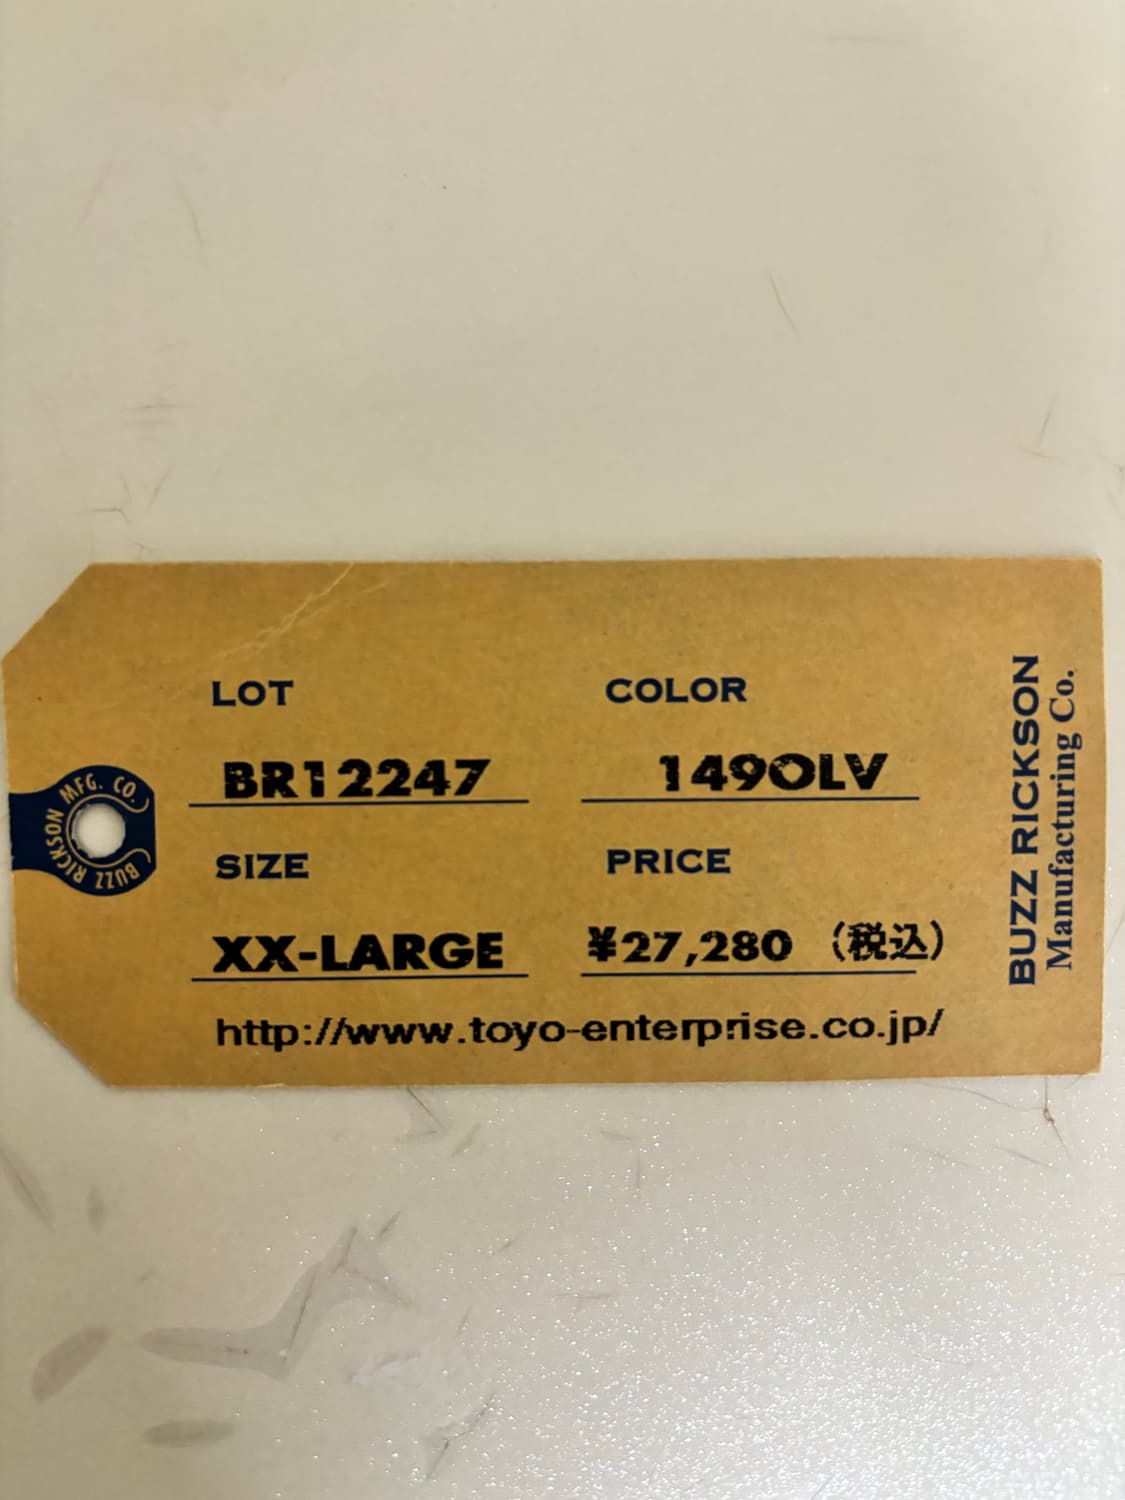 LOT
COLOR
BR12247
149OLV
SIZE
PRICE
XX-LARGE
¥27,280 (税込)
http://www.toyo-enterprise.co.jp/
BUZZ RICKSON
Manufacturing Co.
BUZZ RICKSON MFG. CO.